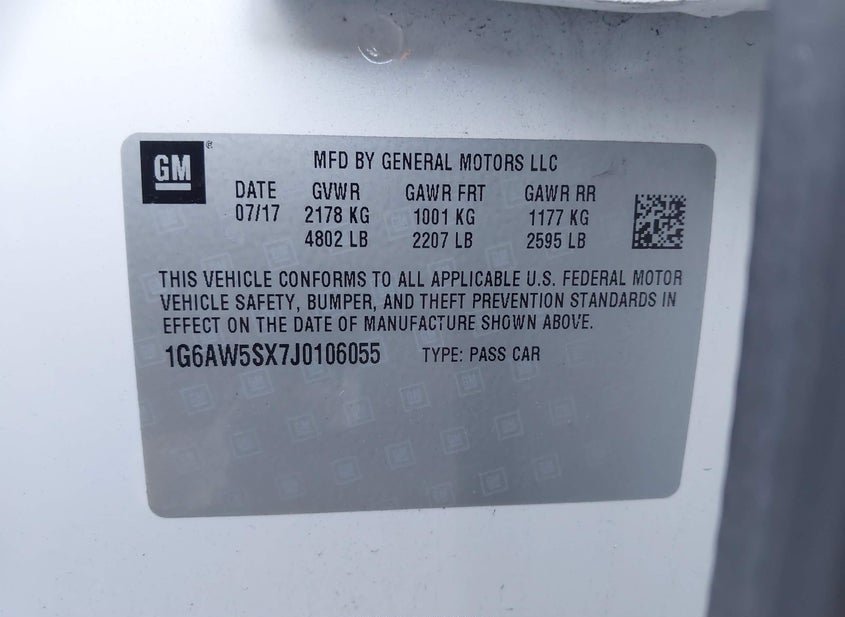 GM® MFD BY GENERAL MOTORS LLC
DATE GVWR GAWR FRT GAWR RR
07/17 2178 KG 1001 KG 1177 KG
4802 LB 2207 LB 2595 LB
THIS VEHICLE CONFORMS TO ALL APPLICABLE U.S. FEDERAL MOTOR
VEHICLE SAFETY, BUMPER, AND THEFT PREVENTION STANDARDS IN
EFFECT ON THE DATE OF MANUFACTURE SHOWN ABOVE.
1G6AW5SX7J0106055 TYPE: PASS CAR